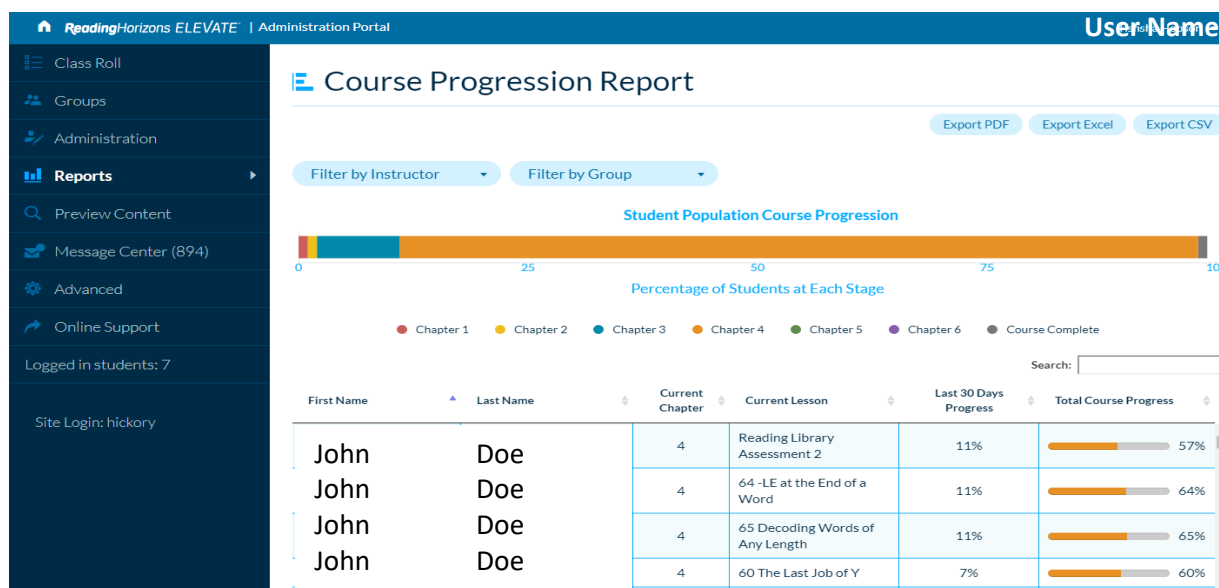 ReadingHorizons ELEVATE | Administration Portal
User Name
Class Roll
Groups
Administration
Reports
Preview Content
Message Center (894)
Advanced
Online Support
Logged in students: 7
Site Login: hickory
Course Progression Report
Export PDF Export Excel Export CSV
Filter by Instructor Filter by Group
Student Population Course Progression
0 25 50 75 10
Percentage of Students at Each Stage
Chapter 1 Chapter 2 Chapter 3 Chapter 4 Chapter 5 Chapter 6 Course Complete
Search:
First Name Last Name Current Chapter Current Lesson Last 30 Days Progress Total Course Progress
John Doe 4 Reading Library Assessment 2 11% 57%
John Doe 4 64 -LE at the End of a Word 11% 64%
John Doe 4 65 Decoding Words of Any Length 11% 65%
John Doe 4 60 The Last Job of Y 7% 60%